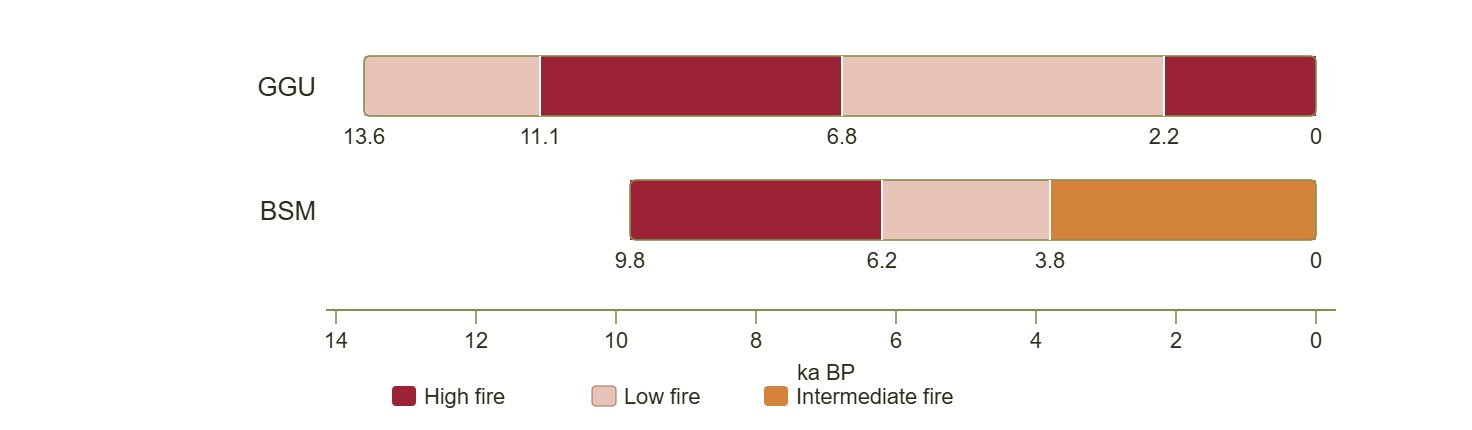 GGU
13.6 11.1 6.8 2.2 0
BSM
9.8 6.2 3.8 0
14 12 10 8 6 4 2 0
ka BP
High fire Low fire Intermediate fire